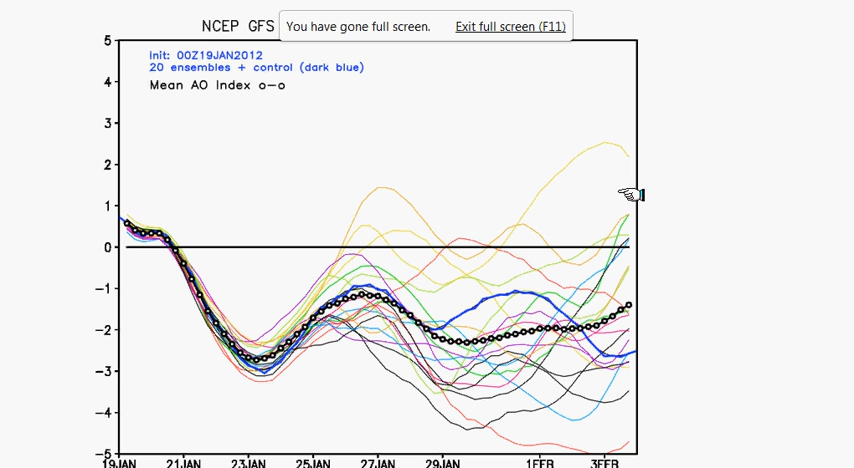 NCEP GFS
You have gone full screen. Exit full screen (F11)
Init: 00Z19JAN2012
20 ensembles + control (dark blue)
Mean AO Index o—o
5
4
3
2
1
0
-1
-2
-3
-4
-5
19JAN 21JAN 23JAN 25JAN 27JAN 29JAN 1FEB 3FEB